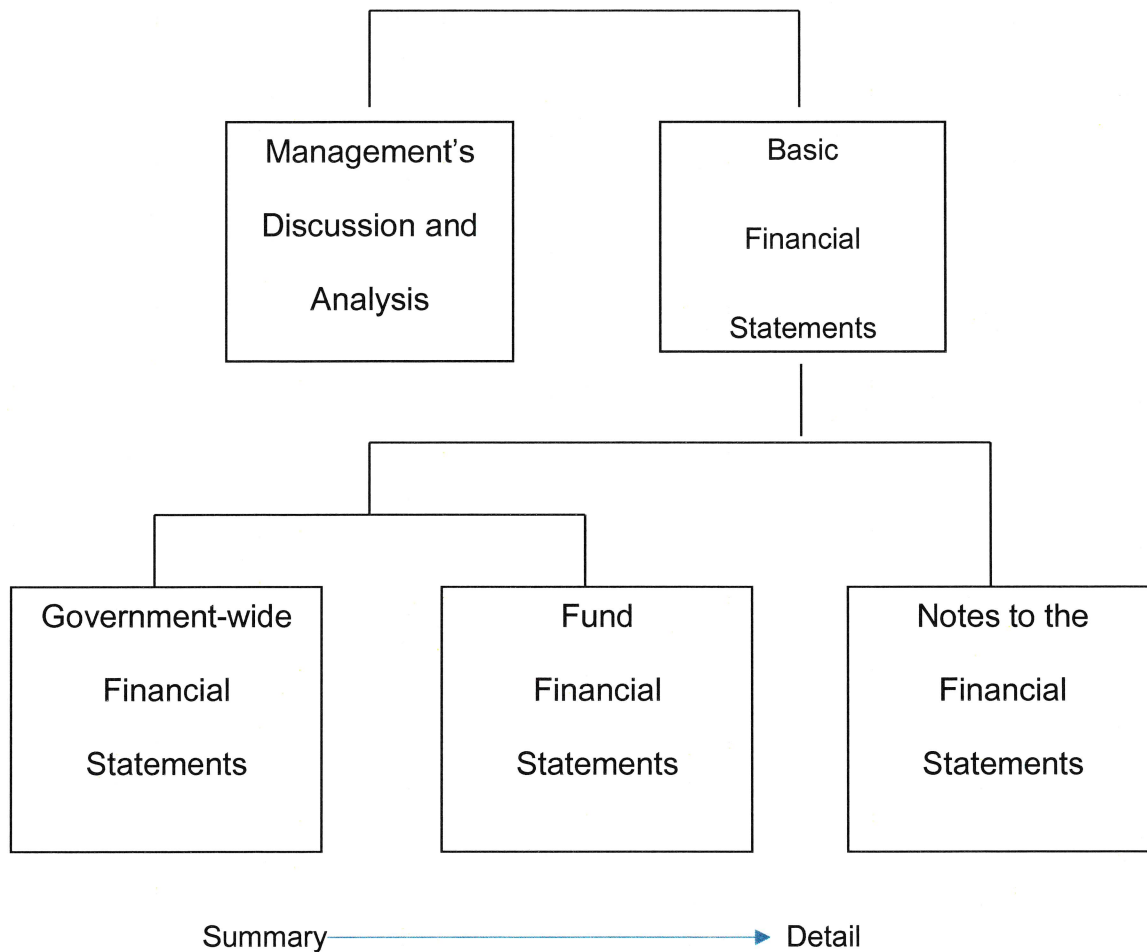 Management's
Discussion and
Analysis
Basic
Financial
Statements
Government-wide
Financial
Statements
Fund
Financial
Statements
Notes to the
Financial
Statements
Summary
Detail